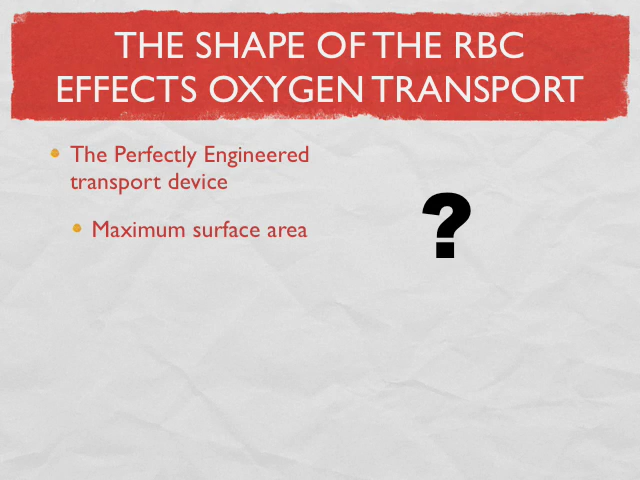 THE SHAPE OF THE RBC
EFFECTS OXYGEN TRANSPORT
The Perfectly Engineered
transport device
Maximum surface area
?